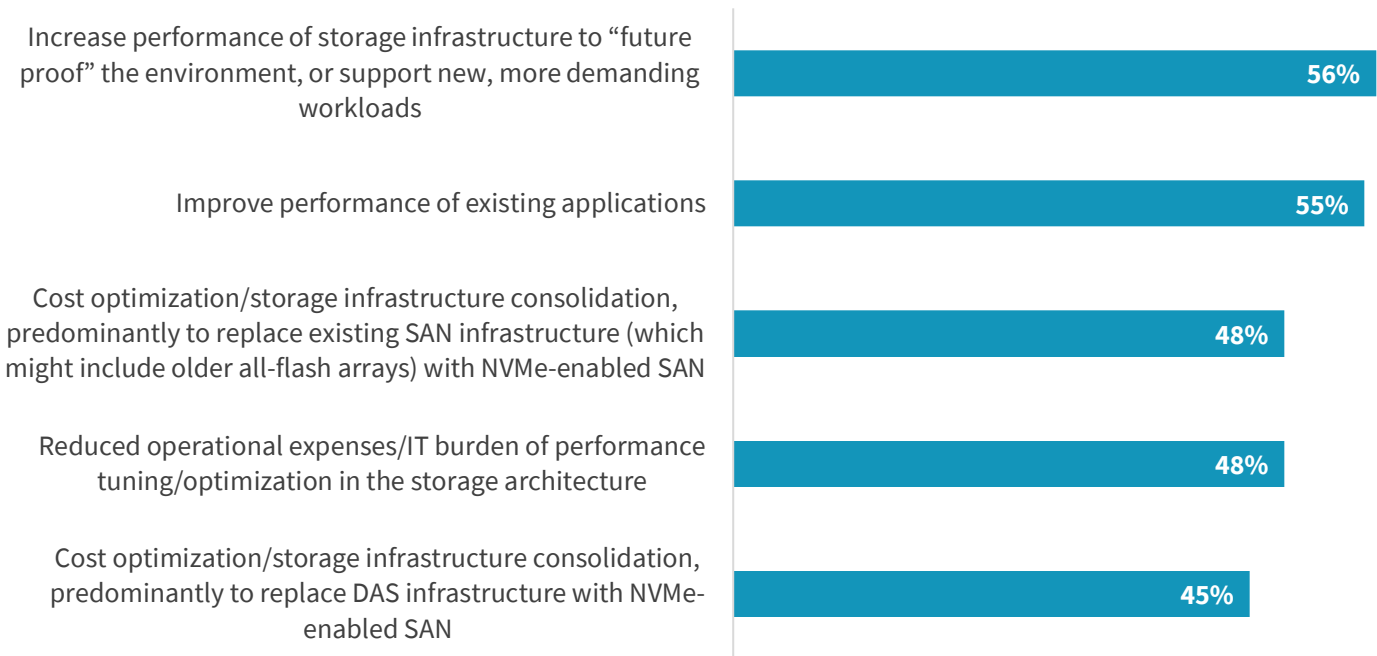 Increase performance of storage infrastructure to “future
proof” the environment, or support new, more demanding
workloads
56%
Improve performance of existing applications
55%
Cost optimization/storage infrastructure consolidation,
predominantly to replace existing SAN infrastructure (which
might include older all-flash arrays) with NVMe-enabled SAN
48%
Reduced operational expenses/IT burden of performance
tuning/optimization in the storage architecture
48%
Cost optimization/storage infrastructure consolidation,
predominantly to replace DAS infrastructure with NVMe-
enabled SAN
45%